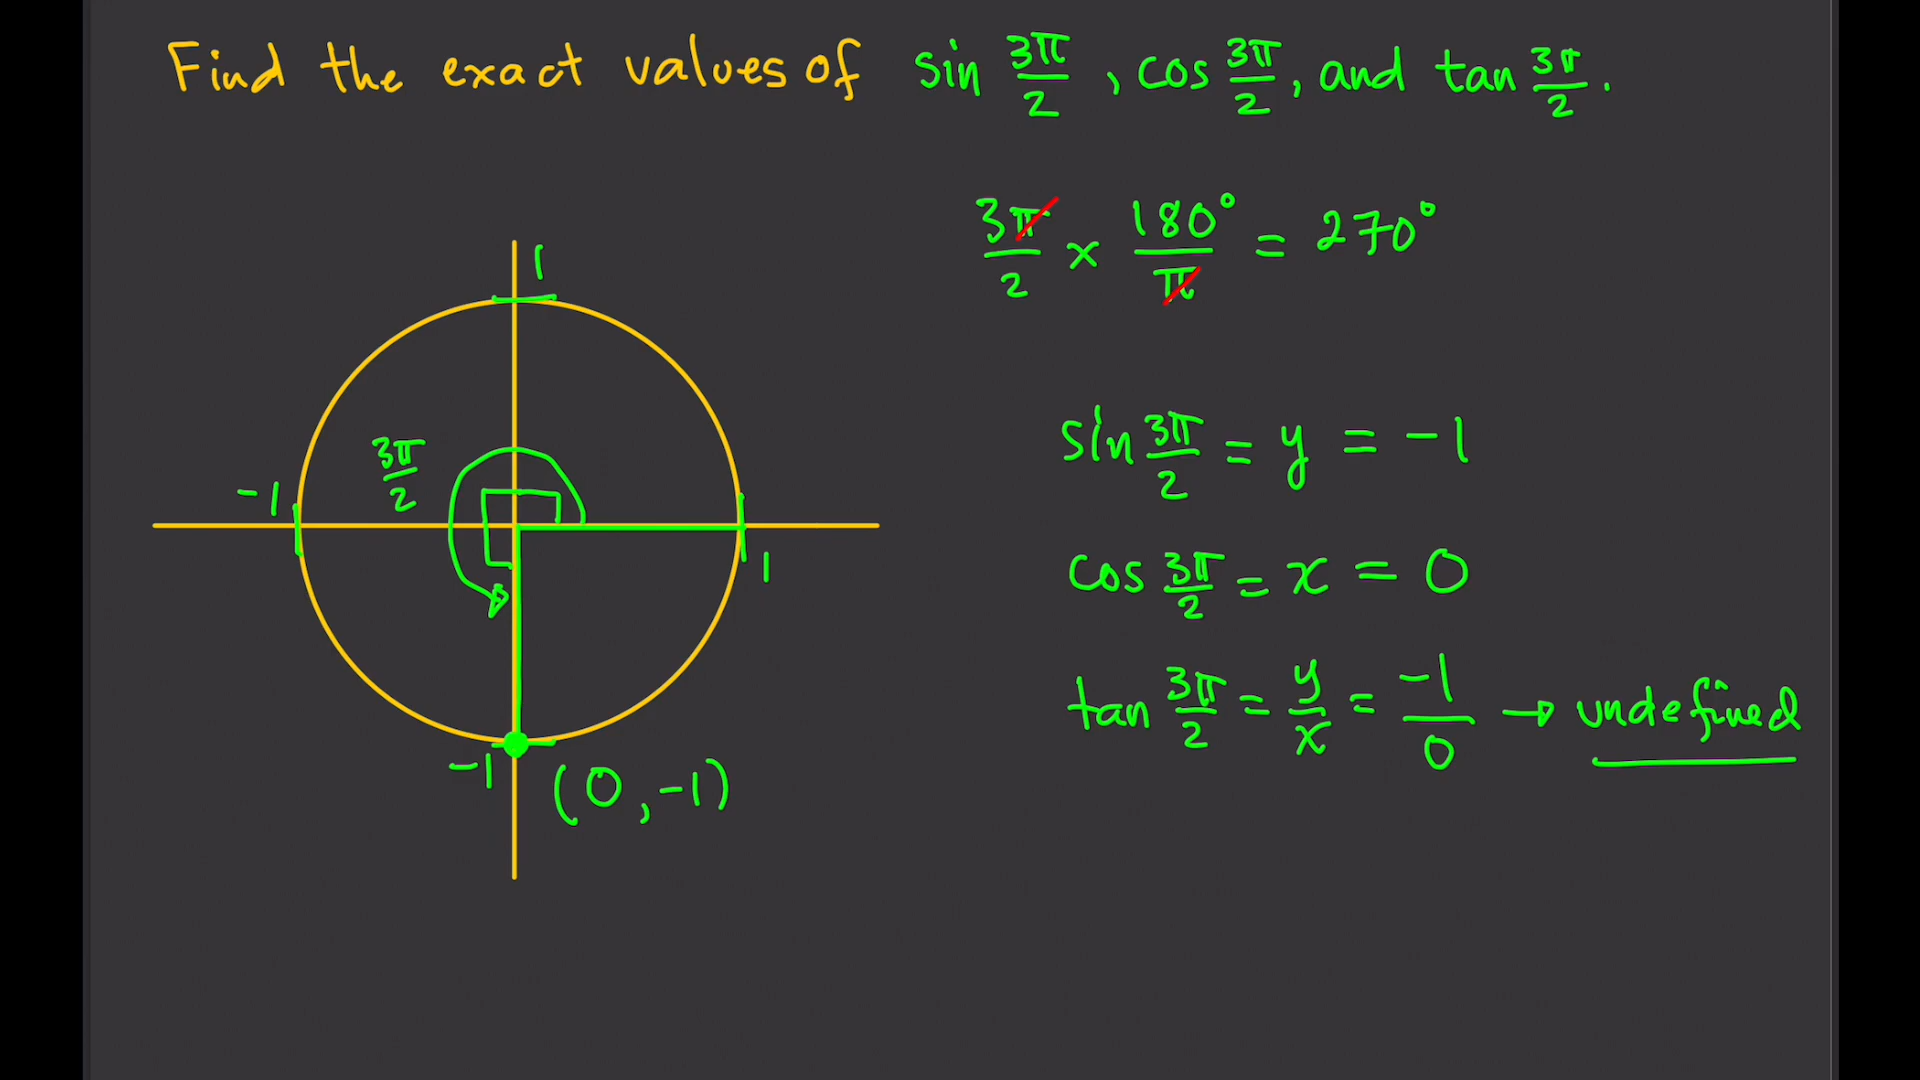 Find the exact values of sin 3π/2, cos 3π/2, and tan 3π/2.
3π/2 × 180°/π = 270°
1
3π/2
-1
1
-1 (0, -1)
sin 3π/2 = y = -1
cos 3π/2 = x = 0
tan 3π/2 = y/x = -1/0 → undefined